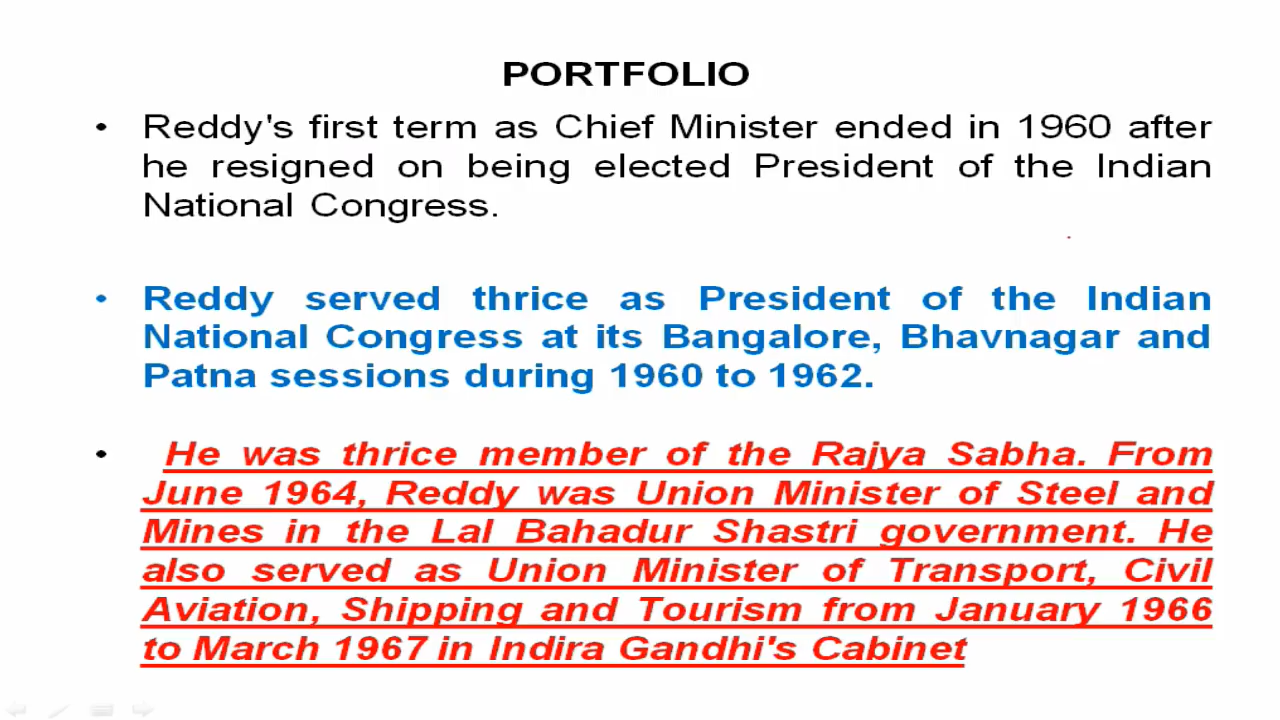 PORTFOLIO
• Reddy's first term as Chief Minister ended in 1960 after
he resigned on being elected President of the Indian
National Congress.
• Reddy served thrice as President of the Indian
National Congress at its Bangalore, Bhavnagar and
Patna sessions during 1960 to 1962.
• He was thrice member of the Rajya Sabha. From
June 1964, Reddy was Union Minister of Steel and
Mines in the Lal Bahadur Shastri government. He
also served as Union Minister of Transport, Civil
Aviation, Shipping and Tourism from January 1966
to March 1967 in Indira Gandhi's Cabinet